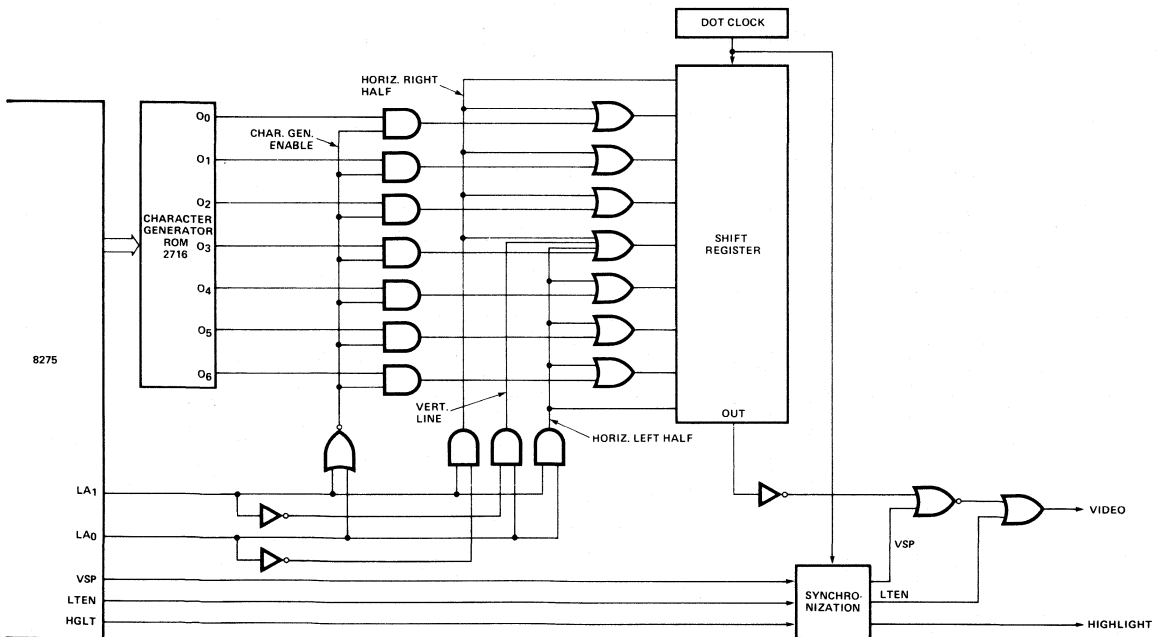 DOT CLOCK
HORIZ. RIGHT
HALF
CHAR. GEN.
ENABLE
O0
O1
O2
CHARACTER
GENERATOR
ROM
2716
O3
O4
O5
O6
SHIFT
REGISTER
8275
VERT.
LINE
OUT
HORIZ. LEFT HALF
LA1
LA0
VIDEO
VSP
VSP
LTEN
SYNCHRO-
NIZATION
LTEN
HGLT
HIGHLIGHT